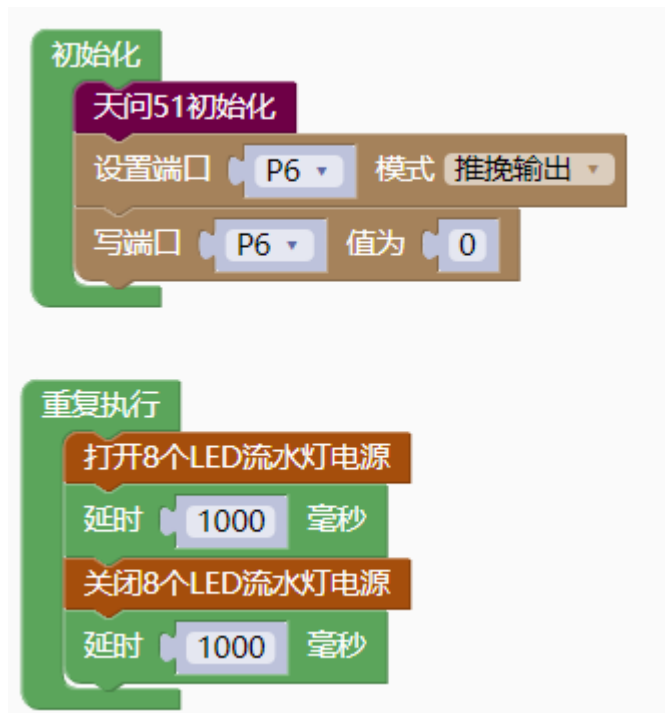 初始化
天问51初始化
设置端口 P6 模式 推挽输出
写端口 P6 值为 0
重复执行
打开8个LED流水灯电源
延时 1000 毫秒
关闭8个LED流水灯电源
延时 1000 毫秒